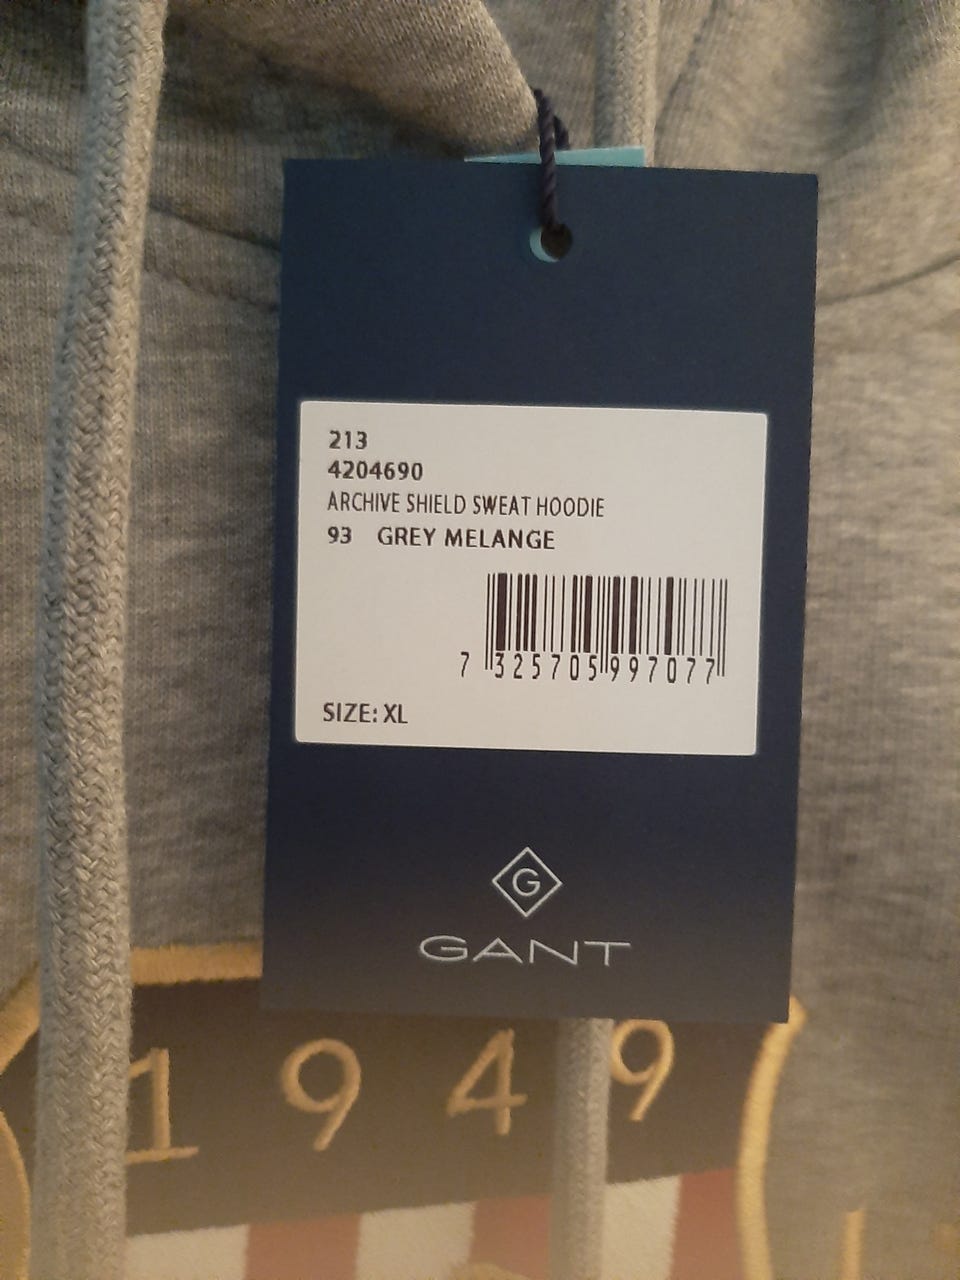 213
4204690
ARCHIVE SHIELD SWEAT HOODIE
93 GREY MELANGE
7 325705 997077
SIZE: XL
G
GANT
1949